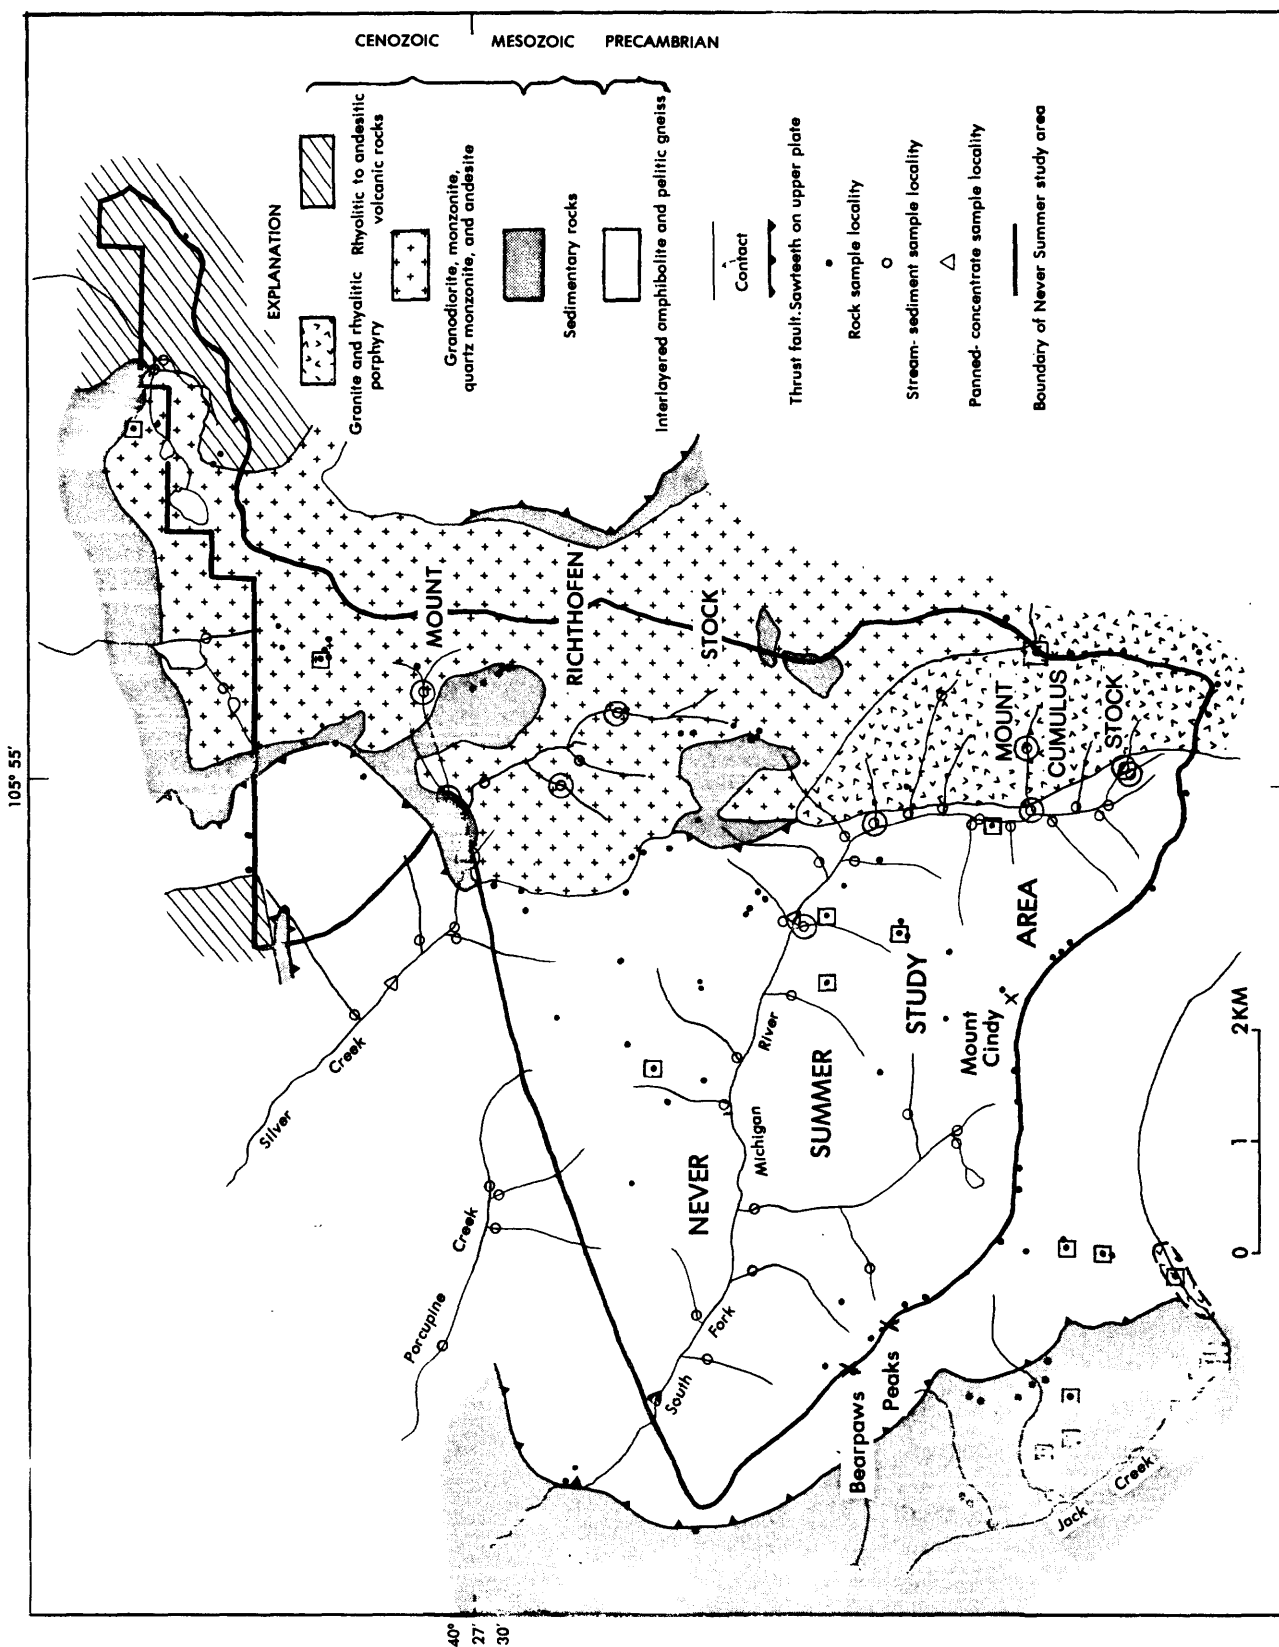 105° 55′
40°
27′
30′
CENOZOIC
MESOZOIC
PRECAMBRIAN
EXPLANATION
Granite and rhyalitic
porphyry
Rhyolitic to andesitic
volcanic rocks
Granodiorite, monzonite,
quartz monzonite, and andesite
Sedimentary rocks
Interlayered amphibolite and pelitic gneiss
Contact
Thrust fault. Sawteeth on upper plate
Rock sample locality
Stream- sediment sample locality
Panned- concentrate sample locality
Boundary of Never Summer study area
MOUNT
RICHTHOFEN
STOCK
MOUNT
CUMULUS
STOCK
Silver
Creek
Porcupine
Creek
South
Fork
Michigan
River
NEVER
SUMMER
STUDY
AREA
Mount
Cindy
Bearpaws
Peaks
Jack
Creek
0
1
2KM